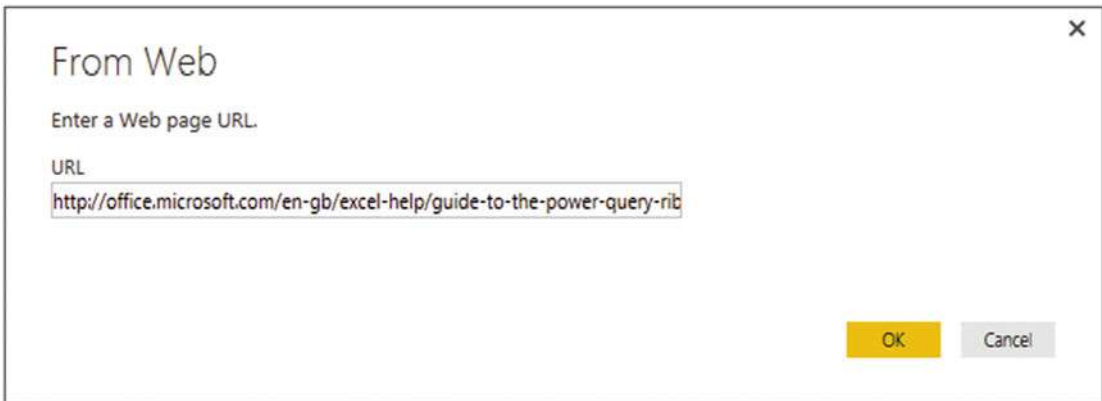 From Web
Enter a Web page URL.
URL
http://office.microsoft.com/en-gb/excel-help/guide-to-the-power-query-rib
OK Cancel